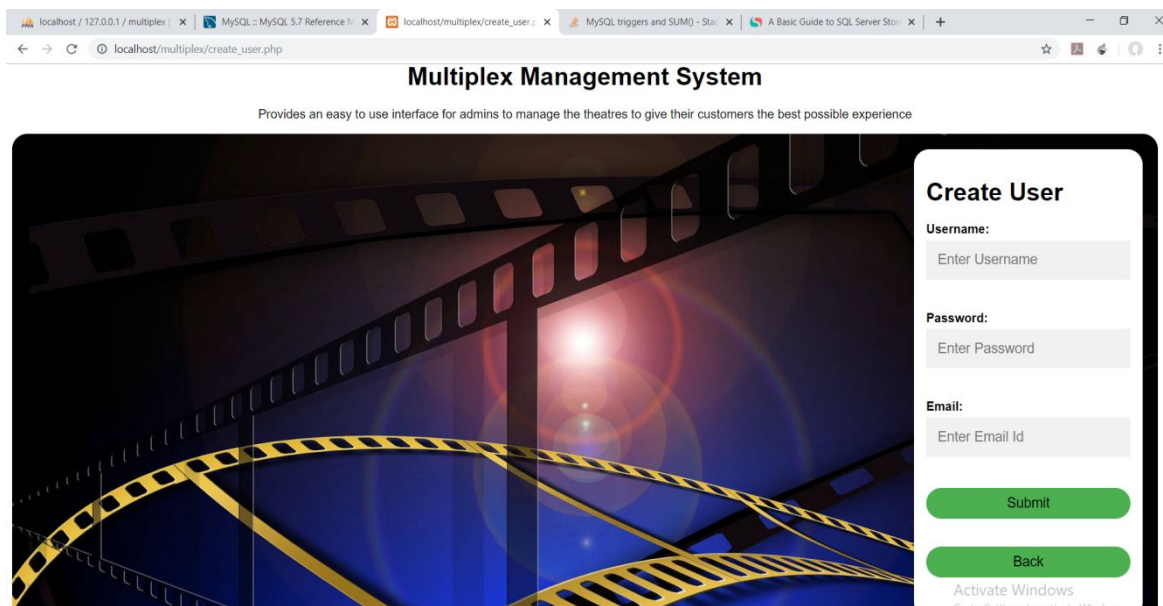 localhost / 127.0.0.1 / multiplex |
MySQL :: MySQL 5.7 Reference M
localhost/multiplex/create_user.p
MySQL triggers and SUM() - Stac
A Basic Guide to SQL Server Stor
localhost/multiplex/create_user.php
Multiplex Management System
Provides an easy to use interface for admins to manage the theatres to give their customers the best possible experience
Create User
Username:
Enter Username
Password:
Enter Password
Email:
Enter Email Id
Submit
Back
Activate Windows